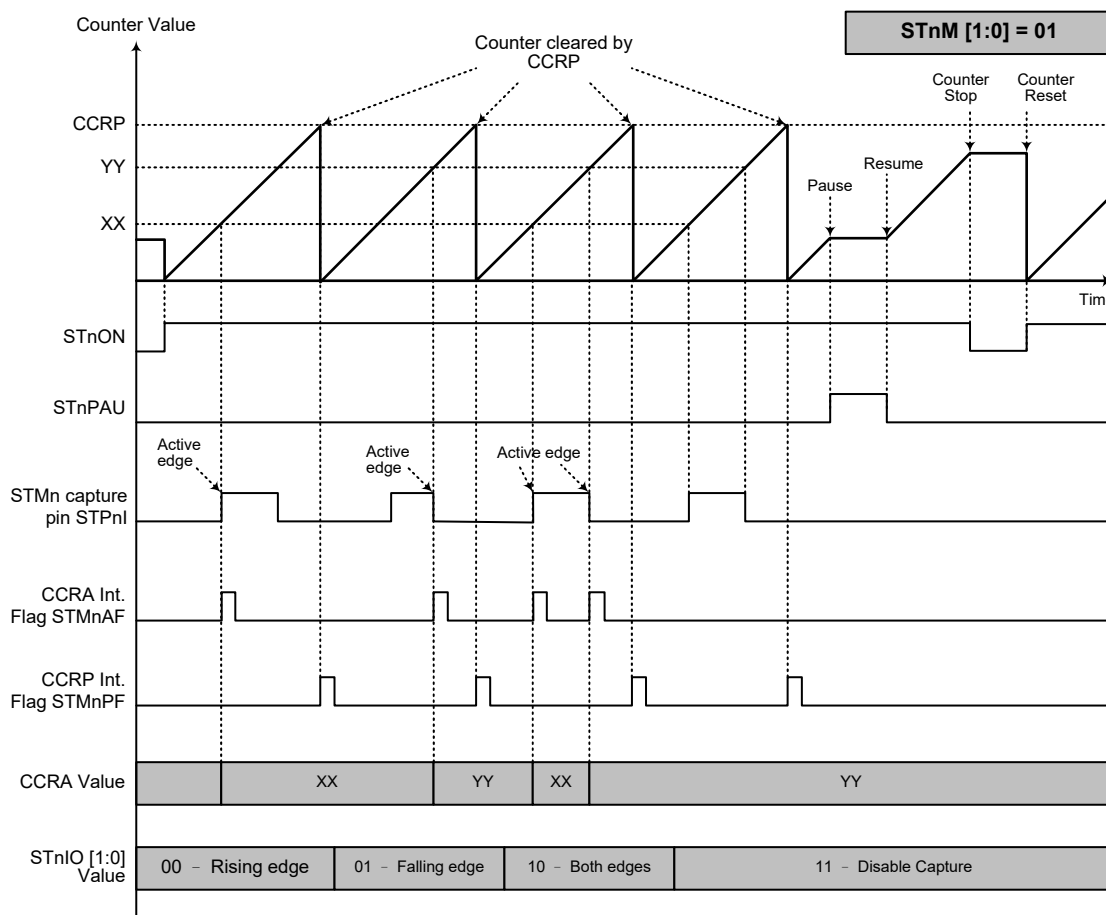 Counter Value
STnM [1:0] = 01
Counter cleared by
CCRP
Counter
Stop
Counter
Reset
CCRP
YY
Pause
Resume
XX
Tim
STnON
STnPAU
Active
edge
Active
edge
Active edge
STMn capture
pin STPnI
CCRA Int.
Flag STMnAF
CCRP Int.
Flag STMnPF
CCRA Value
XX
YY
XX
YY
STnIO [1:0]
Value
00 – Rising edge
01 – Falling edge
10 – Both edges
11 – Disable Capture